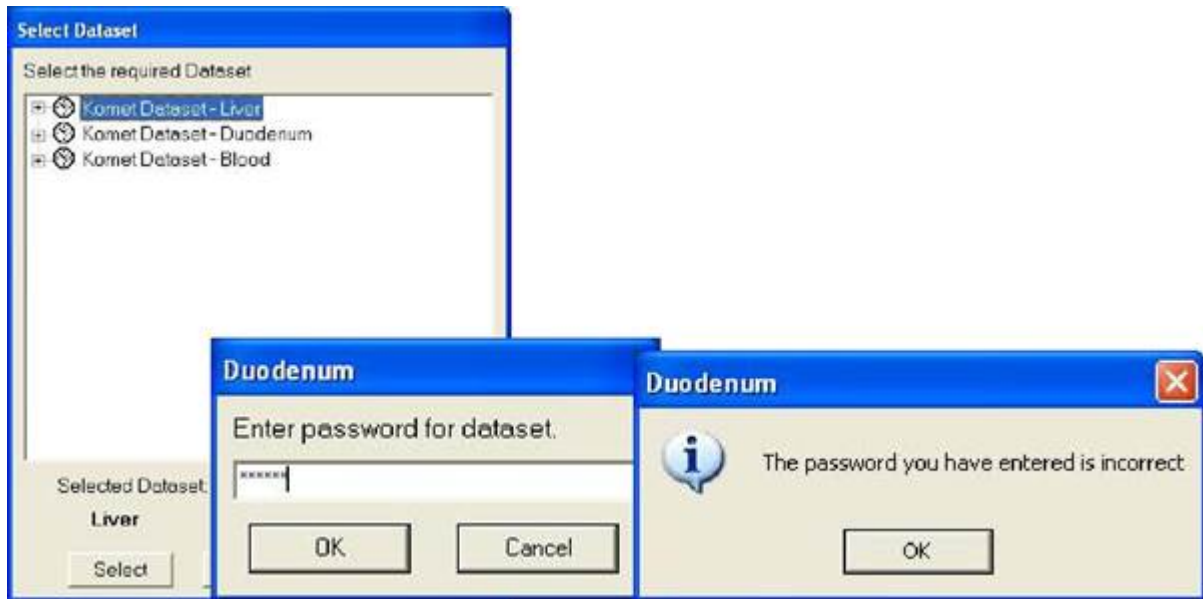 Select Dataset
Select the required Dataset
Komet Dataset - Liver
Komet Dataset - Duodenum
Komet Dataset - Blood
Selected Dataset:
Liver
Select
Duodenum
Enter password for dataset.
******
OK
Cancel
Duodenum
The password you have entered is incorrect
OK